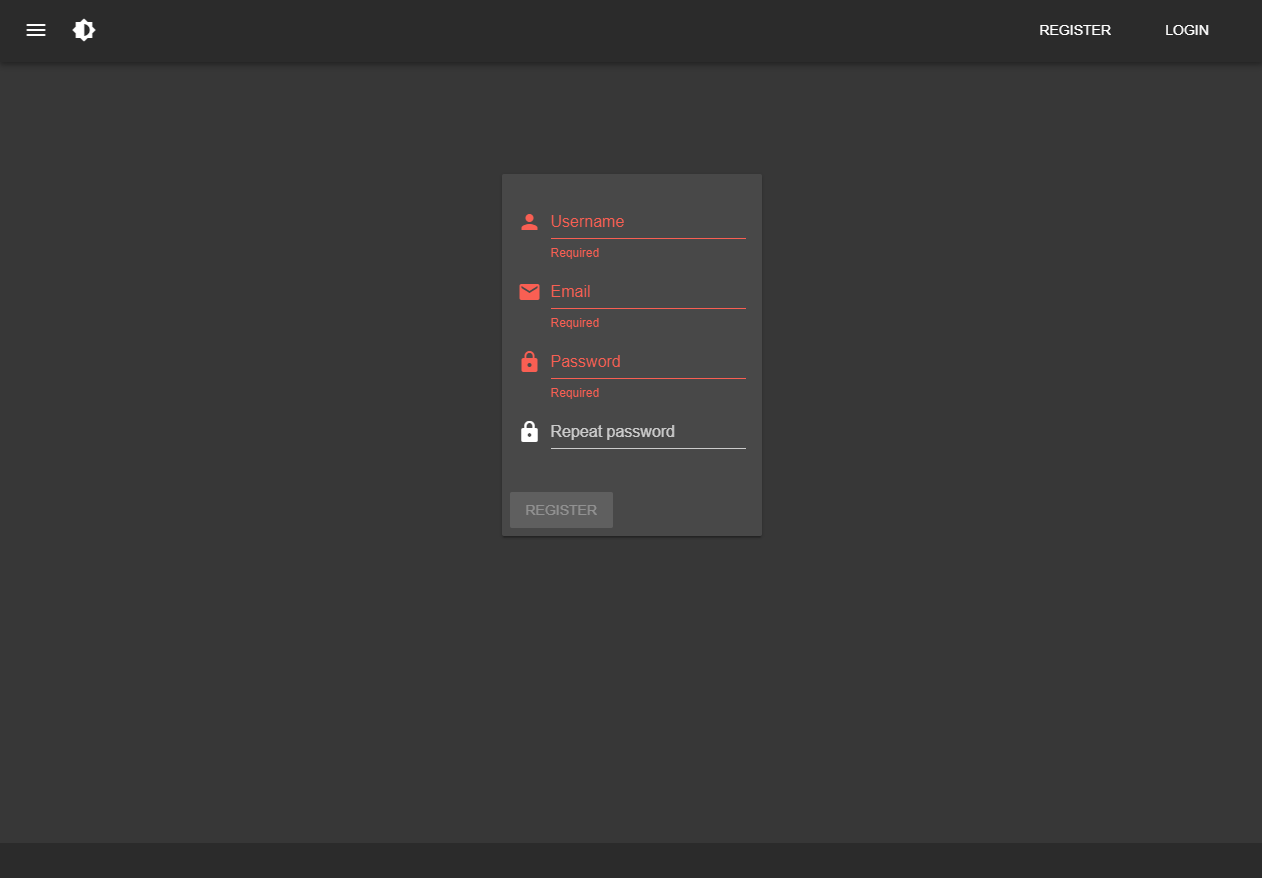 REGISTER
LOGIN
Username
Required
Email
Required
Password
Required
Repeat password
REGISTER